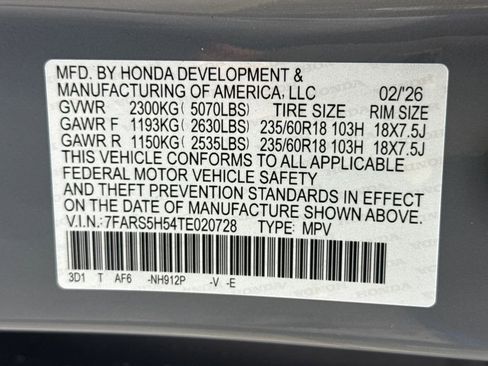 MFD. BY HONDA DEVELOPMENT &
MANUFACTURING OF AMERICA, LLC 02/'26
GVWR 2300KG( 5070LBS) TIRE SIZE RIM SIZE
GAWR F 1193KG( 2630LBS) 235/60R18 103H 18X7.5J
GAWR R 1150KG( 2535LBS) 235/60R18 103H 18X7.5J
THIS VEHICLE CONFORMS TO ALL APPLICABLE
FEDERAL MOTOR VEHICLE SAFETY
AND THEFT PREVENTION STANDARDS IN EFFECT
ON THE DATE OF MANUFACTURE SHOWN ABOVE.
V.I.N.: 7FARS5H54TE020728 TYPE: MPV
3D1 T AF6 -NH912P -V -E